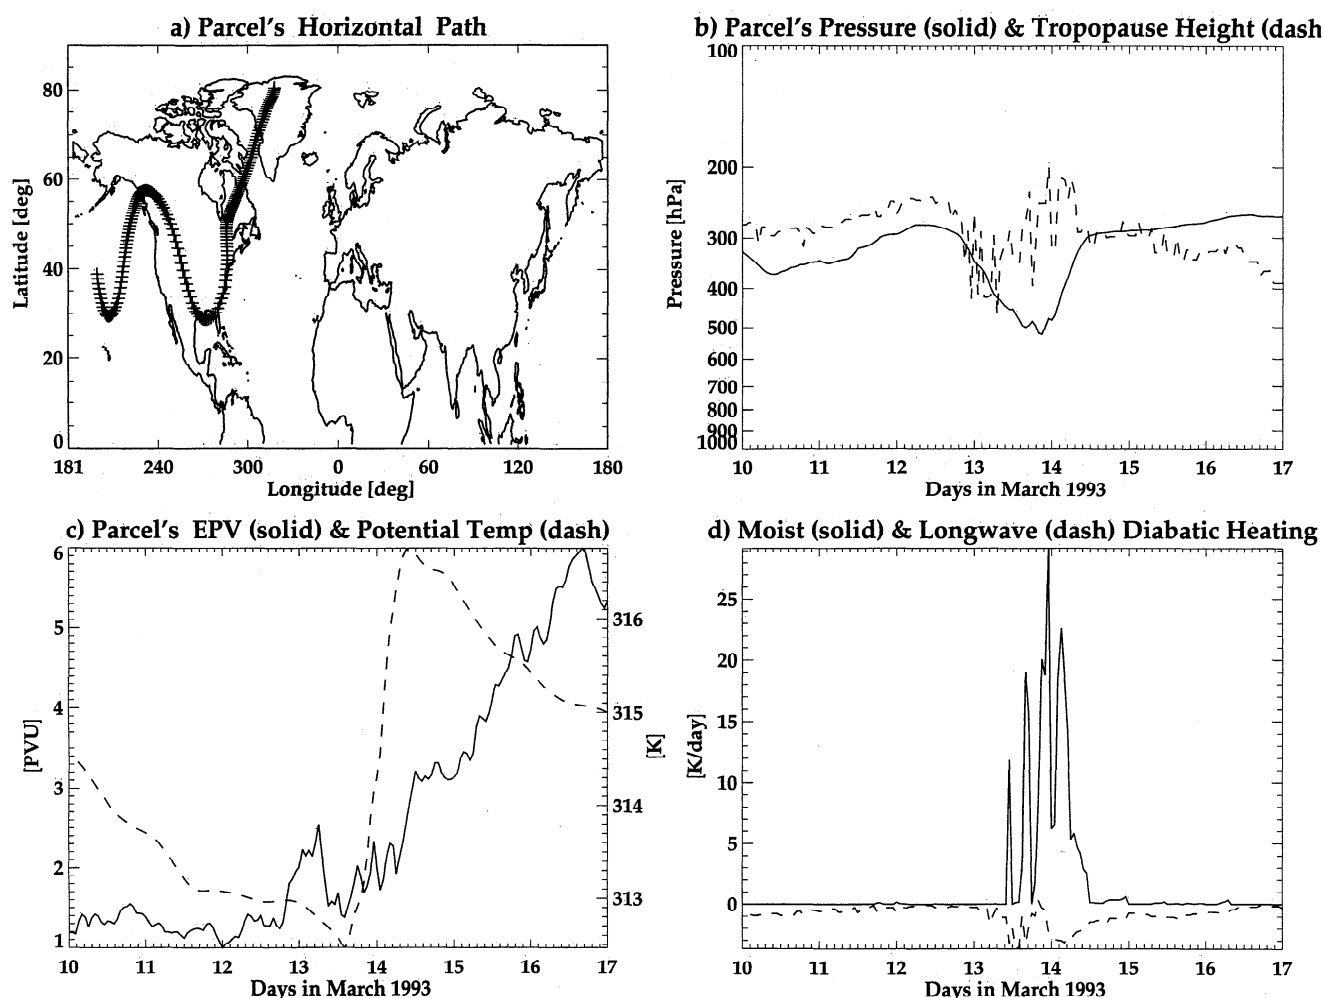 a) Parcel's Horizontal Path
80
60
40
20
0
Latitude [deg]
181 240 300 0 60 120 180
Longitude [deg]
b) Parcel's Pressure (solid) & Tropopause Height (dash
100
200
300
400
500
600
700
800
900
1000
Pressure [hPa]
10 11 12 13 14 15 16 17
Days in March 1993
c) Parcel's EPV (solid) & Potential Temp (dash)
6
5
4
3
2
1
[PVU]
316
315
314
313
[K]
10 11 12 13 14 15 16 17
Days in March 1993
d) Moist (solid) & Longwave (dash) Diabatic Heating
25
20
15
10
5
0
[K/day]
10 11 12 13 14 15 16 17
Days in March 1993